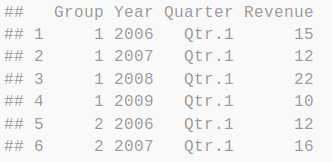 ##   Group Year Quarter Revenue
## 1     1 2006   Qtr.1      15
## 2     1 2007   Qtr.1      12
## 3     1 2008   Qtr.1      22
## 4     1 2009   Qtr.1      10
## 5     2 2006   Qtr.1      12
## 6     2 2007   Qtr.1      16